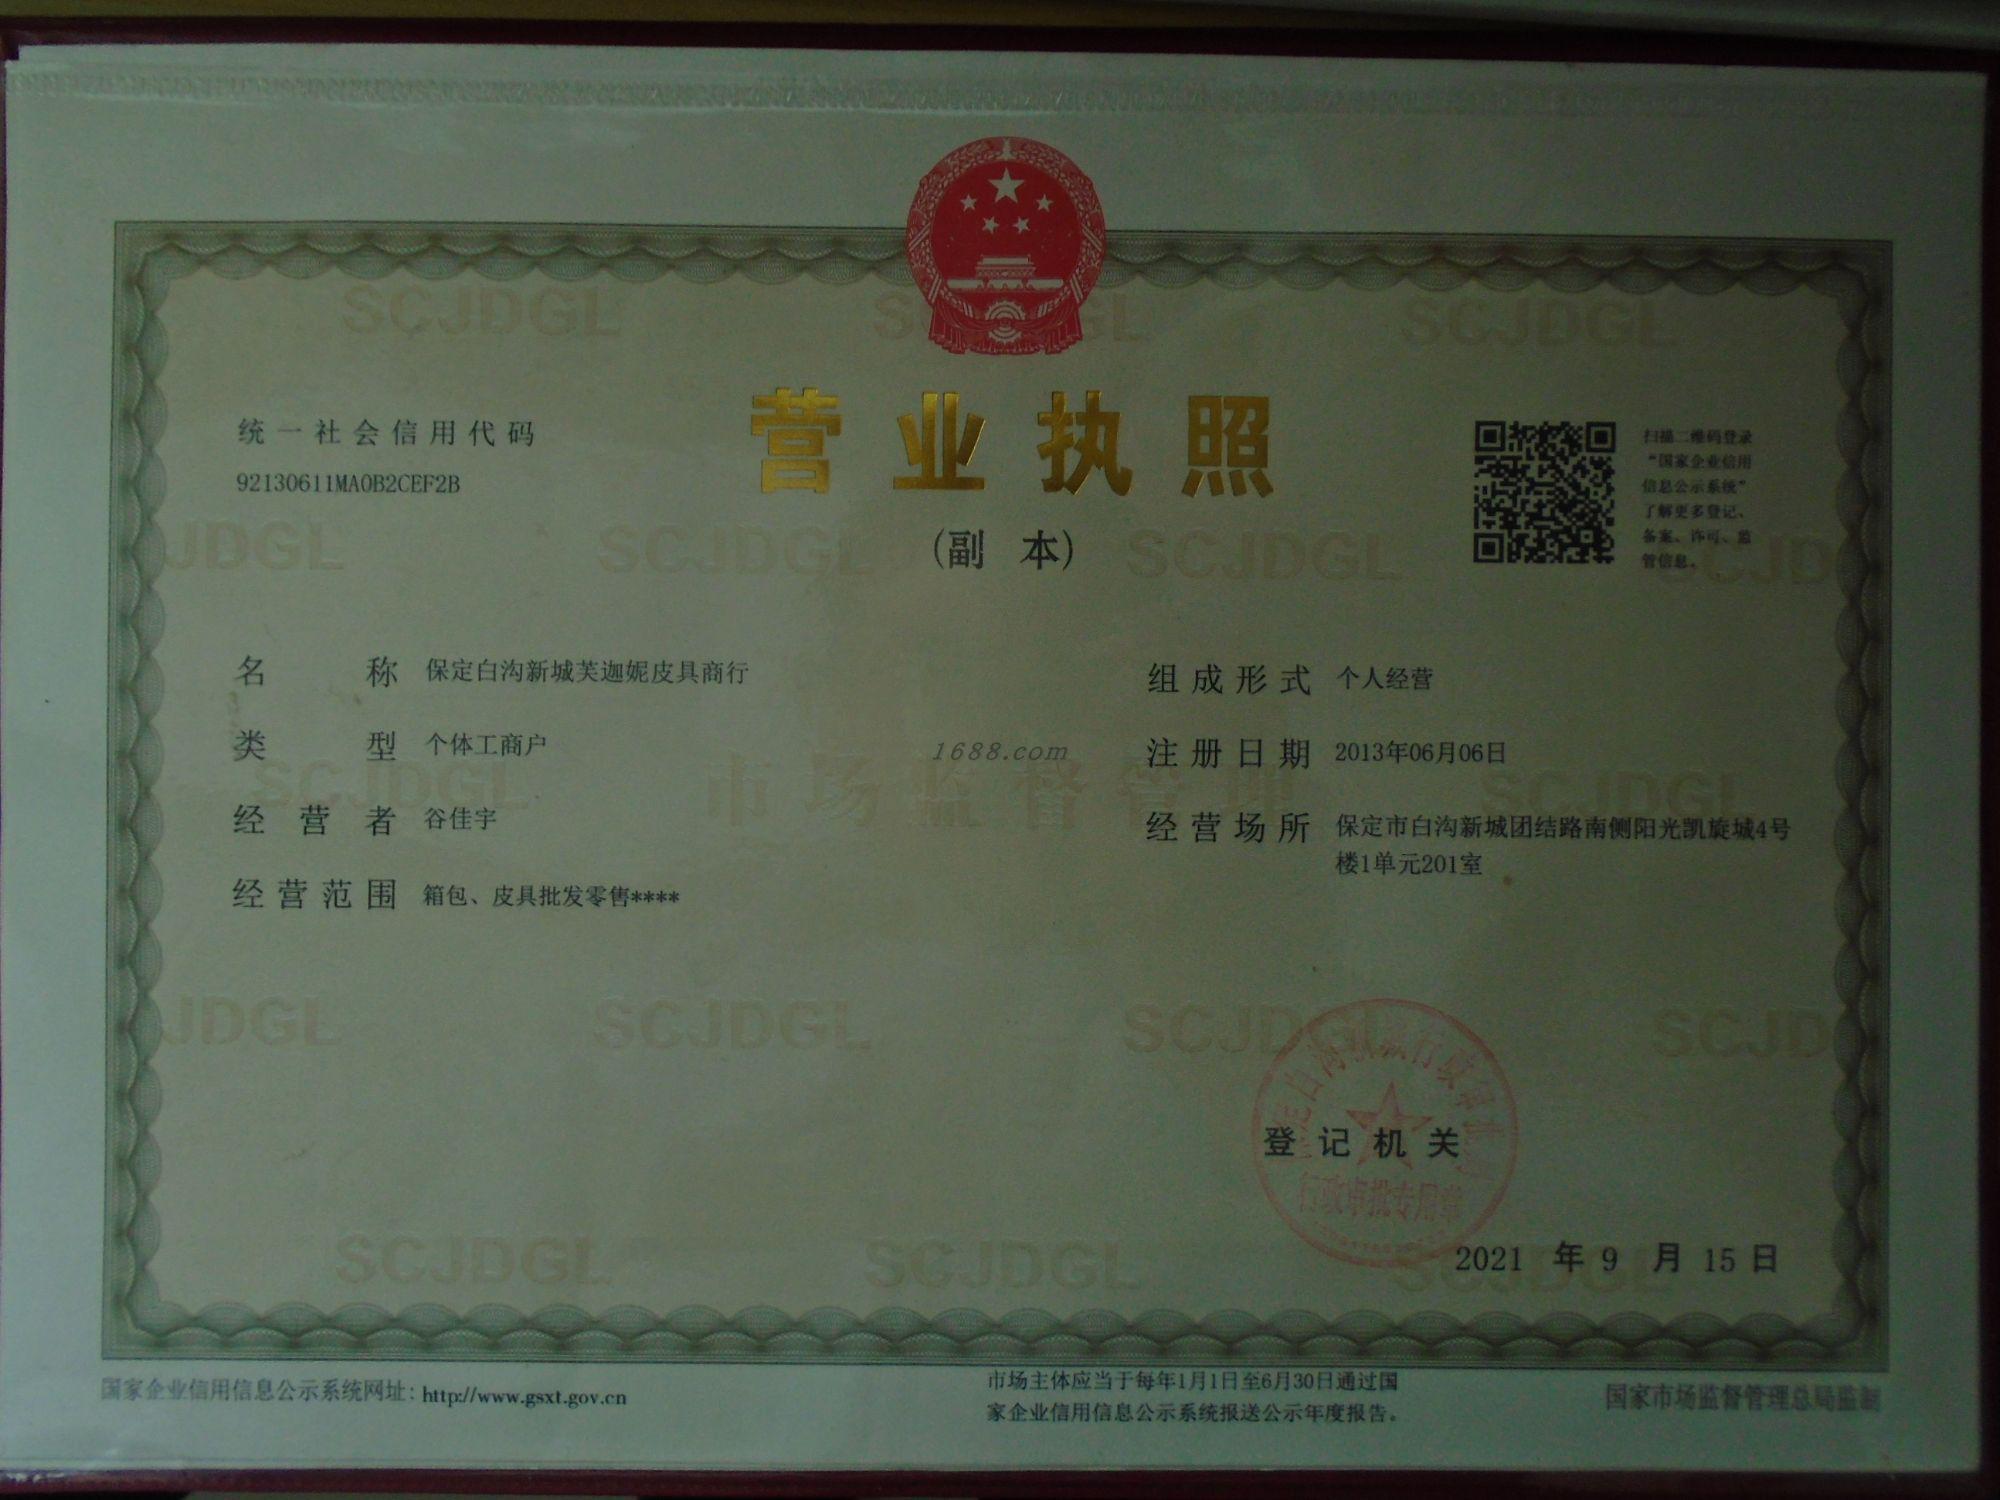 营业执照
(副 本)
统一社会信用代码
92130611MA0B2CEF2B
扫描二维码登录
“国家企业信用
信息公示系统”
了解更多登记、
备案、许可、监
管信息。
名 称 保定白沟新城芙迦妮皮具商行
类 型 个体工商户
经 营 者 谷佳宇
经营范围 箱包、皮具批发零售****
组成形式 个人经营
注册日期 2013年06月06日
经营场所 保定市白沟新城团结路南侧阳光凯旋城4号
楼1单元201室
1688.com
市场监督管理
SCJDGL
登记机关
行政审批专用章
2021 年 9 月 15 日
国家企业信用信息公示系统网址：http://www.gsxt.gov.cn
市场主体应当于每年1月1日至6月30日通过国
家企业信用信息公示系统报送公示年度报告。
国家市场监督管理总局监制